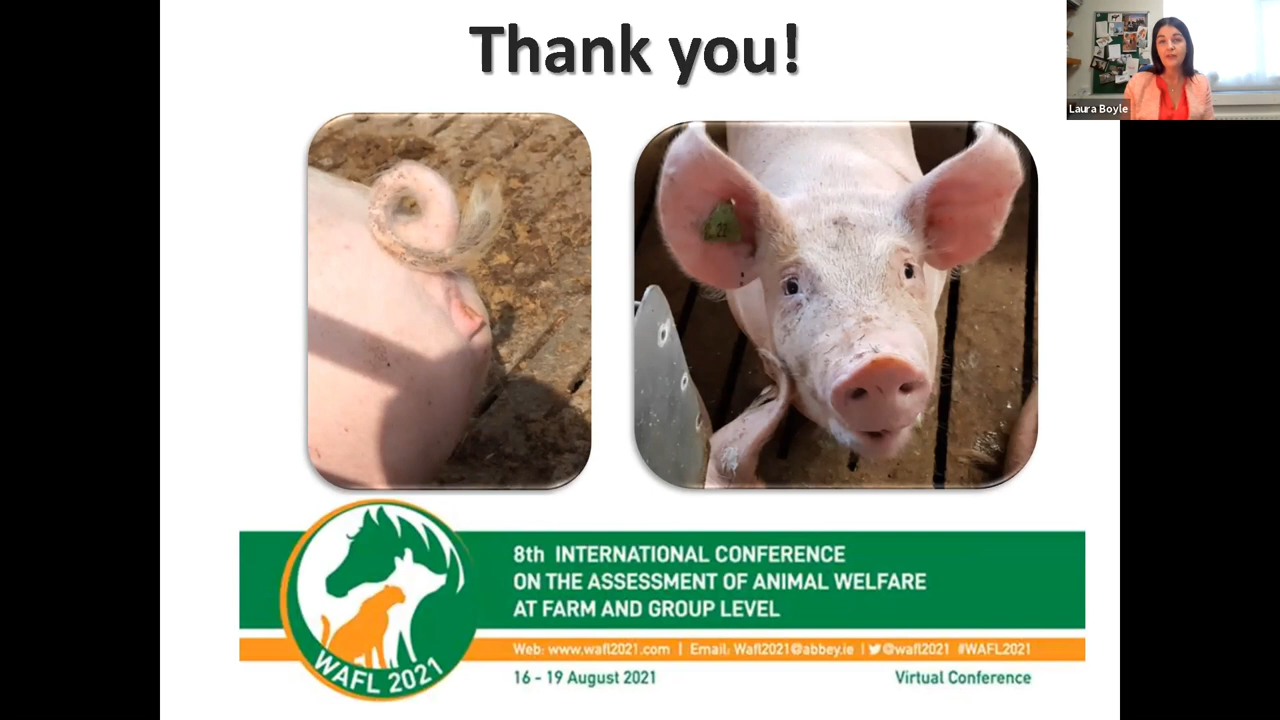 Thank you!
Laura Boyle
22
8th INTERNATIONAL CONFERENCE
ON THE ASSESSMENT OF ANIMAL WELFARE
AT FARM AND GROUP LEVEL
Web: www.wafl2021.com | Email: Wafl2021@abbey.ie | @wafl2021 #WAFL2021
WAFL 2021
16 - 19 August 2021
Virtual Conference